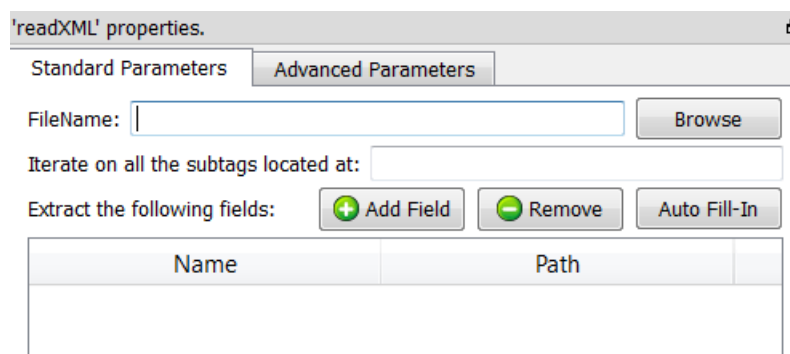 'readXML' properties.
Standard Parameters Advanced Parameters
FileName: Browse
Iterate on all the subtags located at:
Extract the following fields: Add Field Remove Auto Fill-In
Name Path